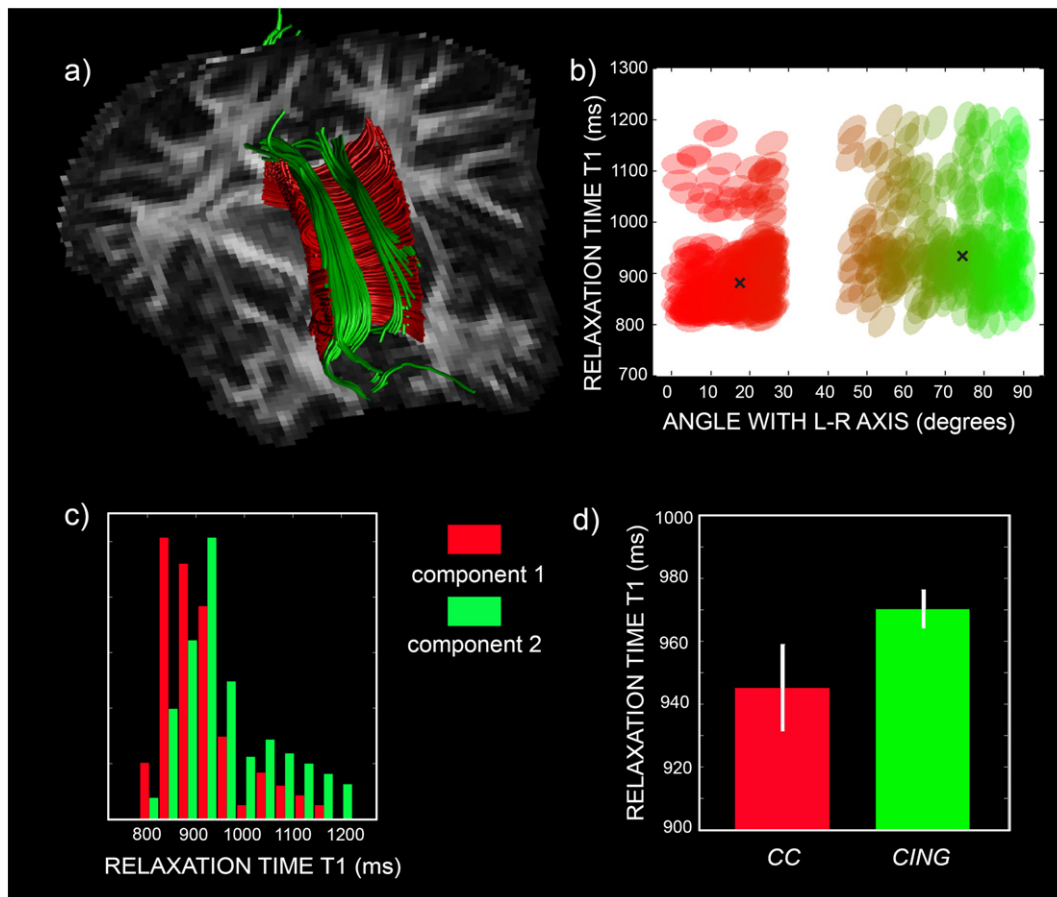 a)
b)
RELAXATION TIME T1 (ms)
1300
1200
1100
1000
900
800
700
0 10 20 30 40 50 60 70 80 90
ANGLE WITH L-R AXIS (degrees)
c)
800 900 1000 1100 1200
RELAXATION TIME T1 (ms)
component 1
component 2
d)
RELAXATION TIME T1 (ms)
1000
980
960
940
920
900
CC CING